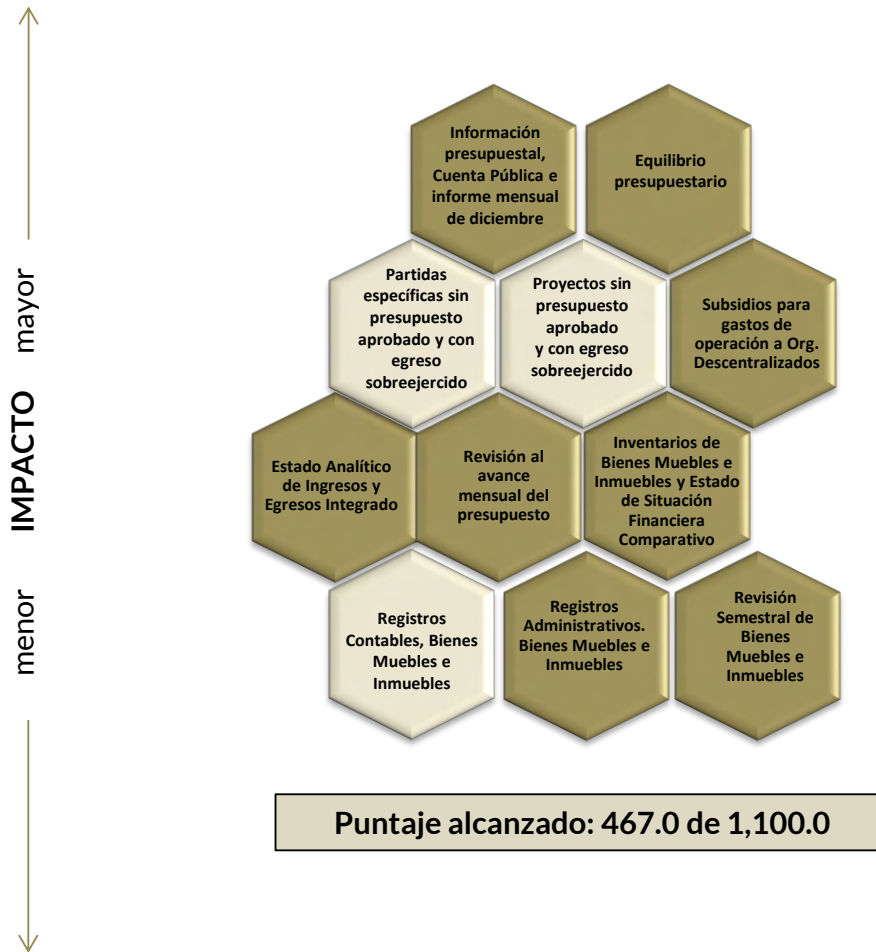 Información
presupuestal,
Cuenta Pública e
informe mensual
de diciembre
Equilibrio
presupuestario
Partidas
específicas sin
presupuesto
aprobado y con
egreso
sobreejercido
Proyectos sin
presupuesto
aprobado
y con egreso
sobreejercido
Subsidios para
gastos de
operación a Org.
Descentralizados
Estado Analítico
de Ingresos y
Egresos Integrado
Revisión al
avance
mensual del
presupuesto
Inventarios de
Bienes Muebles e
Inmuebles y Estado
de Situación
Financiera
Comparativo
Registros
Contables, Bienes
Muebles e
Inmuebles
Registros
Administrativos.
Bienes Muebles e
Inmuebles
Revisión
Semestral de
Bienes
Muebles e
Inmuebles
menor IMPACTO mayor
Puntaje alcanzado: 467.0 de 1,100.0